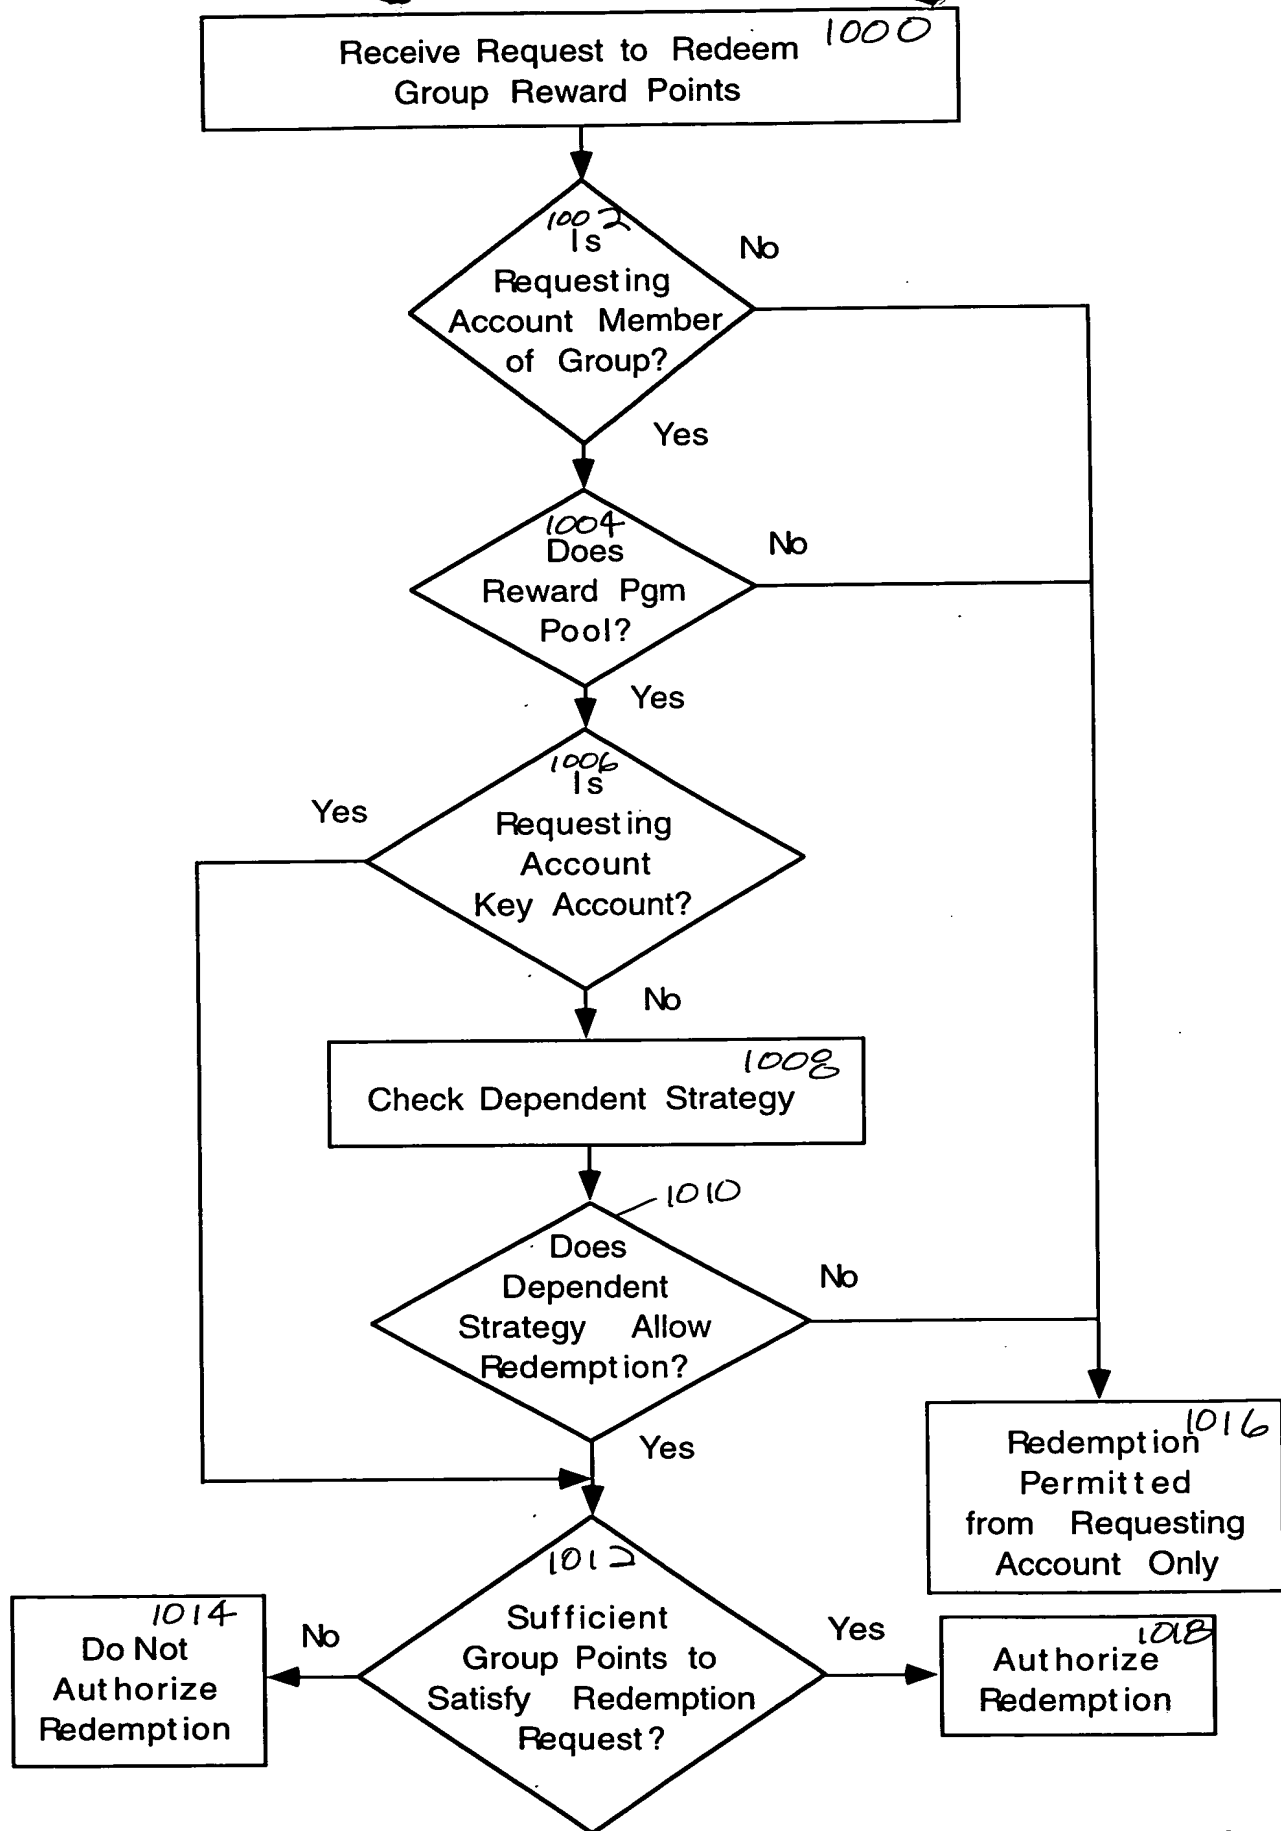 1000
Receive Request to Redeem
Group Reward Points
1002
Is
Requesting
Account Member
of Group?
No
Yes
1004
Does
Reward Pgm
Pool?
No
Yes
1006
Is
Requesting
Account
Key Account?
Yes
No
1008
Check Dependent Strategy
1010
Does
Dependent
Strategy Allow
Redemption?
No
Yes
1016
Redemption
Permitted
from Requesting
Account Only
1012
Sufficient
Group Points to
Satisfy Redemption
Request?
No
Yes
1014
Do Not
Authorize
Redemption
1018
Authorize
Redemption